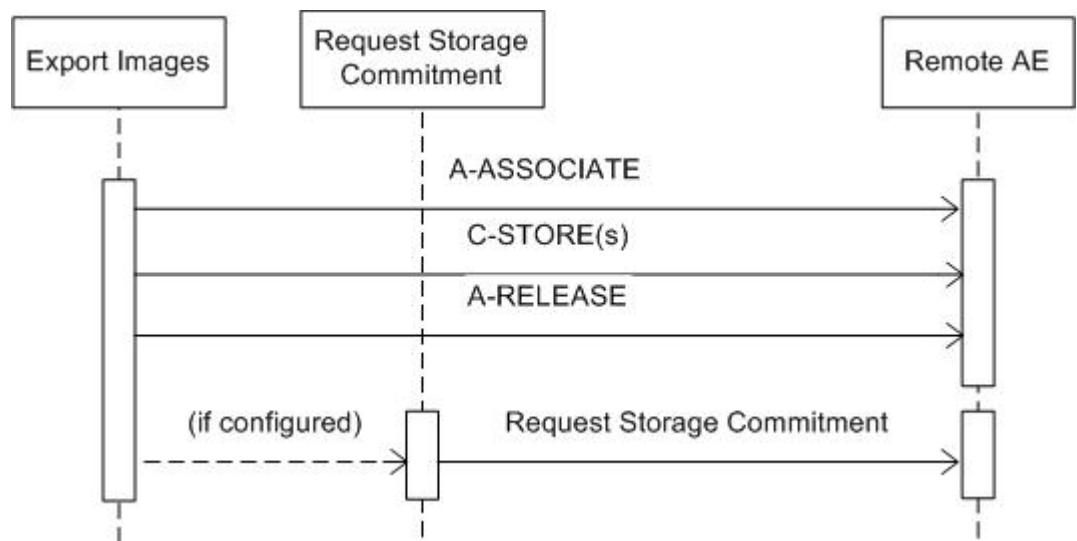 Export Images
Request Storage
Commitment
Remote AE
A-ASSOCIATE
C-STORE(s)
A-RELEASE
(if configured)
Request Storage Commitment